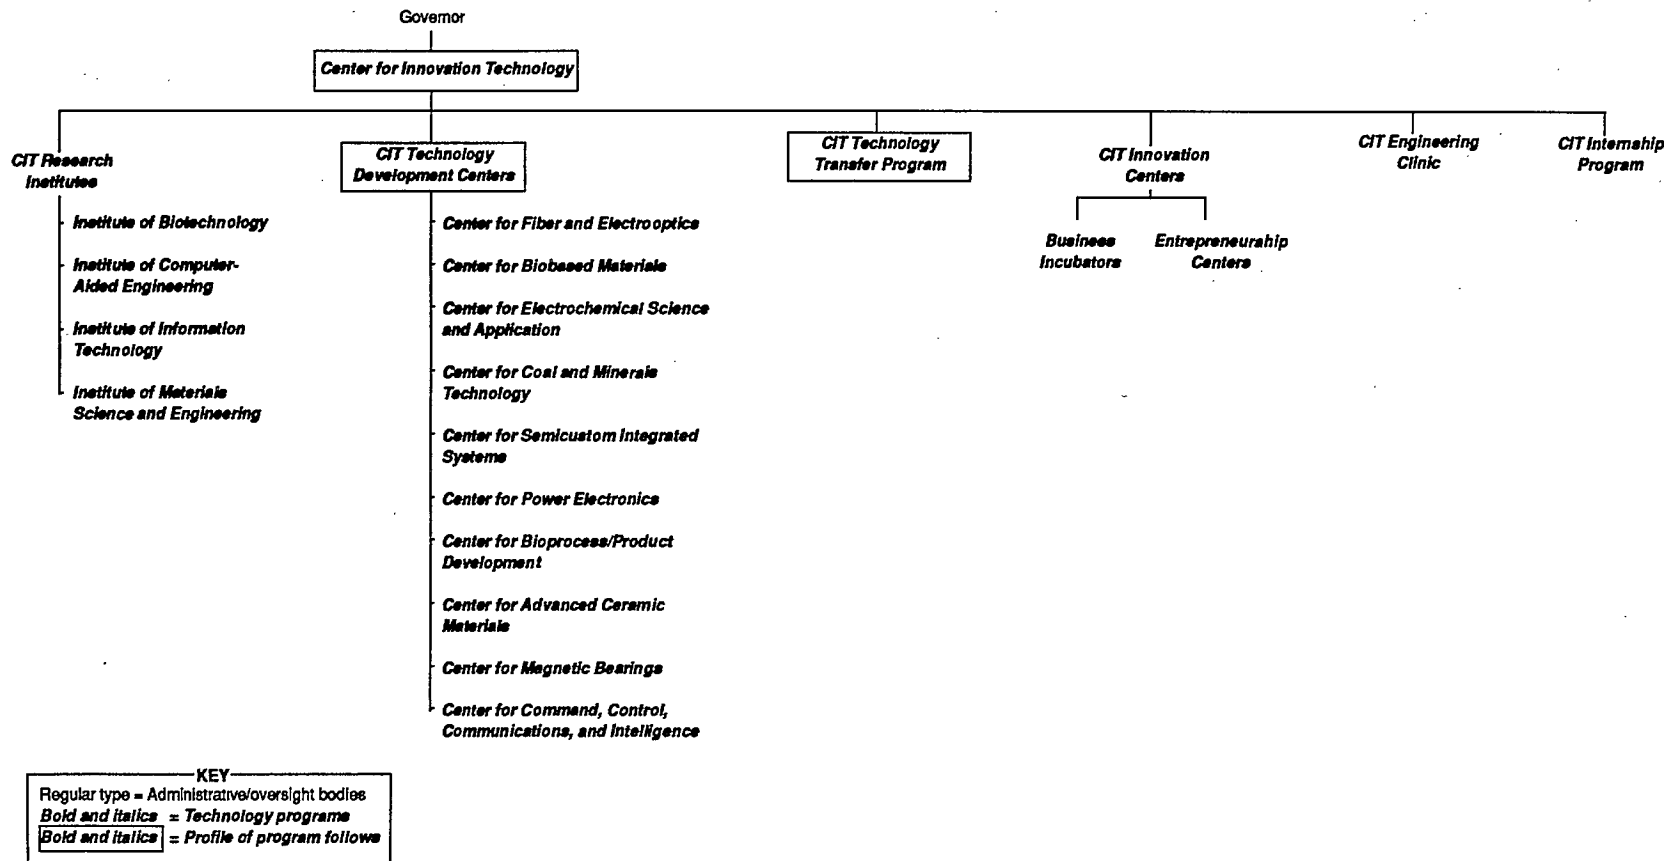 Governor
Center for Innovation Technology
CIT Research
Institutes
Institute of Biotechnology
Institute of Computer-
Aided Engineering
Institute of Information
Technology
Institute of Materials
Science and Engineering
CIT Technology
Development Centers
Center for Fiber and Electrooptics
Center for Biobased Materials
Center for Electrochemical Science
and Application
Center for Coal and Minerals
Technology
Center for Semicustom Integrated
Systems
Center for Power Electronics
Center for Bioprocess/Product
Development
Center for Advanced Ceramic
Materials
Center for Magnetic Bearings
Center for Command, Control,
Communications, and Intelligence
CIT Technology
Transfer Program
CIT Innovation
Centers
Business
Incubators
Entrepreneurship
Centers
CIT Engineering
Clinic
CIT Internship
Program
KEY
Regular type = Administrative/oversight bodies
Bold and italics = Technology programs
Bold and italics = Profile of program follows